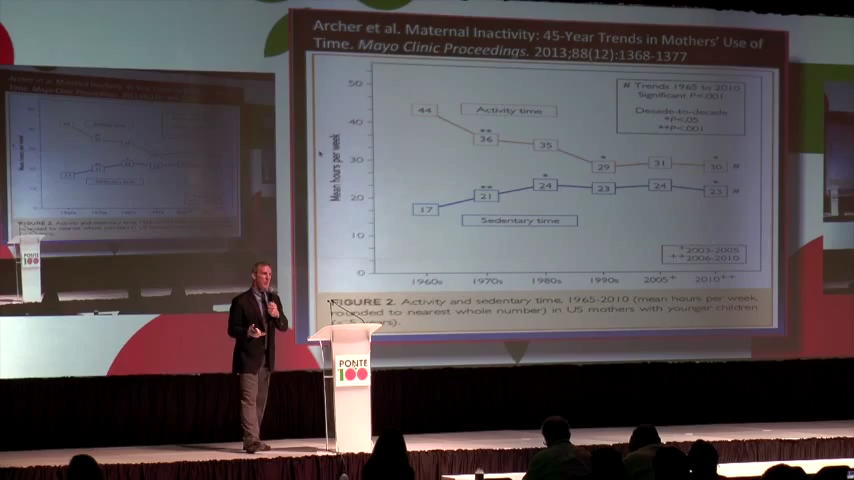 Archer et al. Maternal Inactivity: 45-Year Trends in Mothers' Use of
Time. Mayo Clinic Proceedings. 2013;88(12):1368-1377
# Trends 1965 to 2010
Significant P<.001
Decade-to-decade
*P<.05
**P<.001
Activity time
Mean hours per week
50
40
30
20
10
0
44
**
36
35
*
29
31
*
30 #
17
**
21
*
24
23
24
*
23 #
Sedentary time
+2003-2005
++2006-2010
1960s
1970s
1980s
1990s
2005+
2010++
FIGURE 2. Activity and sedentary time, 1965-2010 (mean hours per week,
rounded to nearest whole number) in US mothers with younger children
(≤5 years).
PONTE
100
PONTE
100